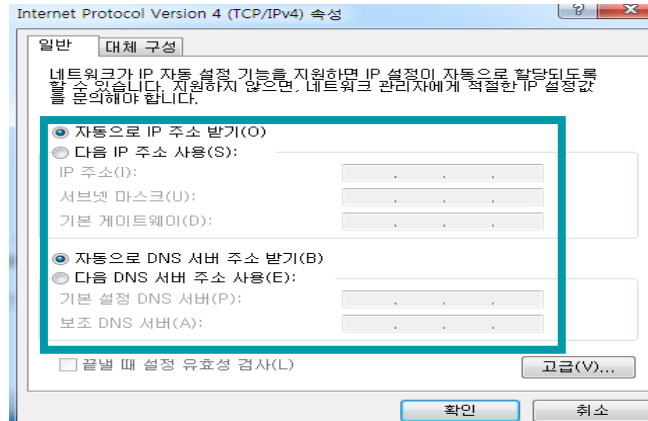 Internet Protocol Version 4 (TCP/IPv4) 속성
일반
대체 구성
네트워크가 IP 자동 설정 기능을 지원하면 IP 설정이 자동으로 할당되도록
할 수 있습니다. 지원하지 않으면, 네트워크 관리자에게 적절한 IP 설정값
을 문의해야 합니다.
자동으로 IP 주소 받기(O)
다음 IP 주소 사용(S):
IP 주소(I):
서브넷 마스크(U):
기본 게이트웨이(D):
자동으로 DNS 서버 주소 받기(B)
다음 DNS 서버 주소 사용(E):
기본 설정 DNS 서버(P):
보조 DNS 서버(A):
끝낼 때 설정 유효성 검사(L)
고급(V)...
확인
취소